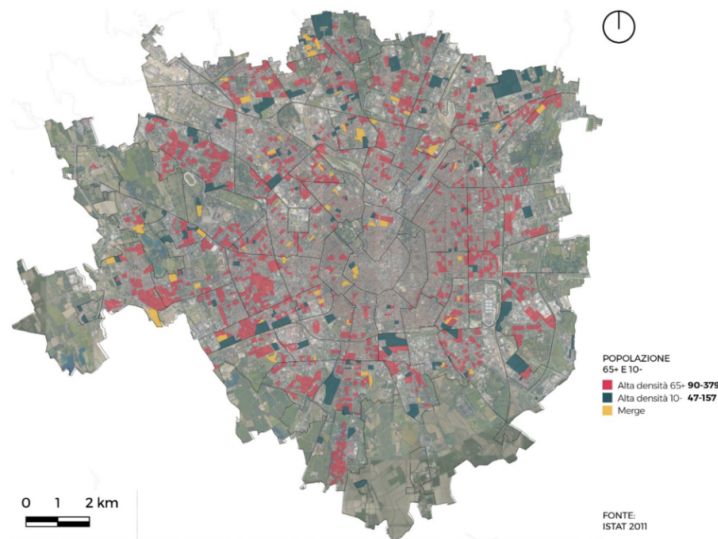 POPOLAZIONE
65+ E 10-
Alta densità 65+ 90-379
Alta densità 10- 47-157
Merge
0 1 2 km
FONTE:
ISTAT 2011